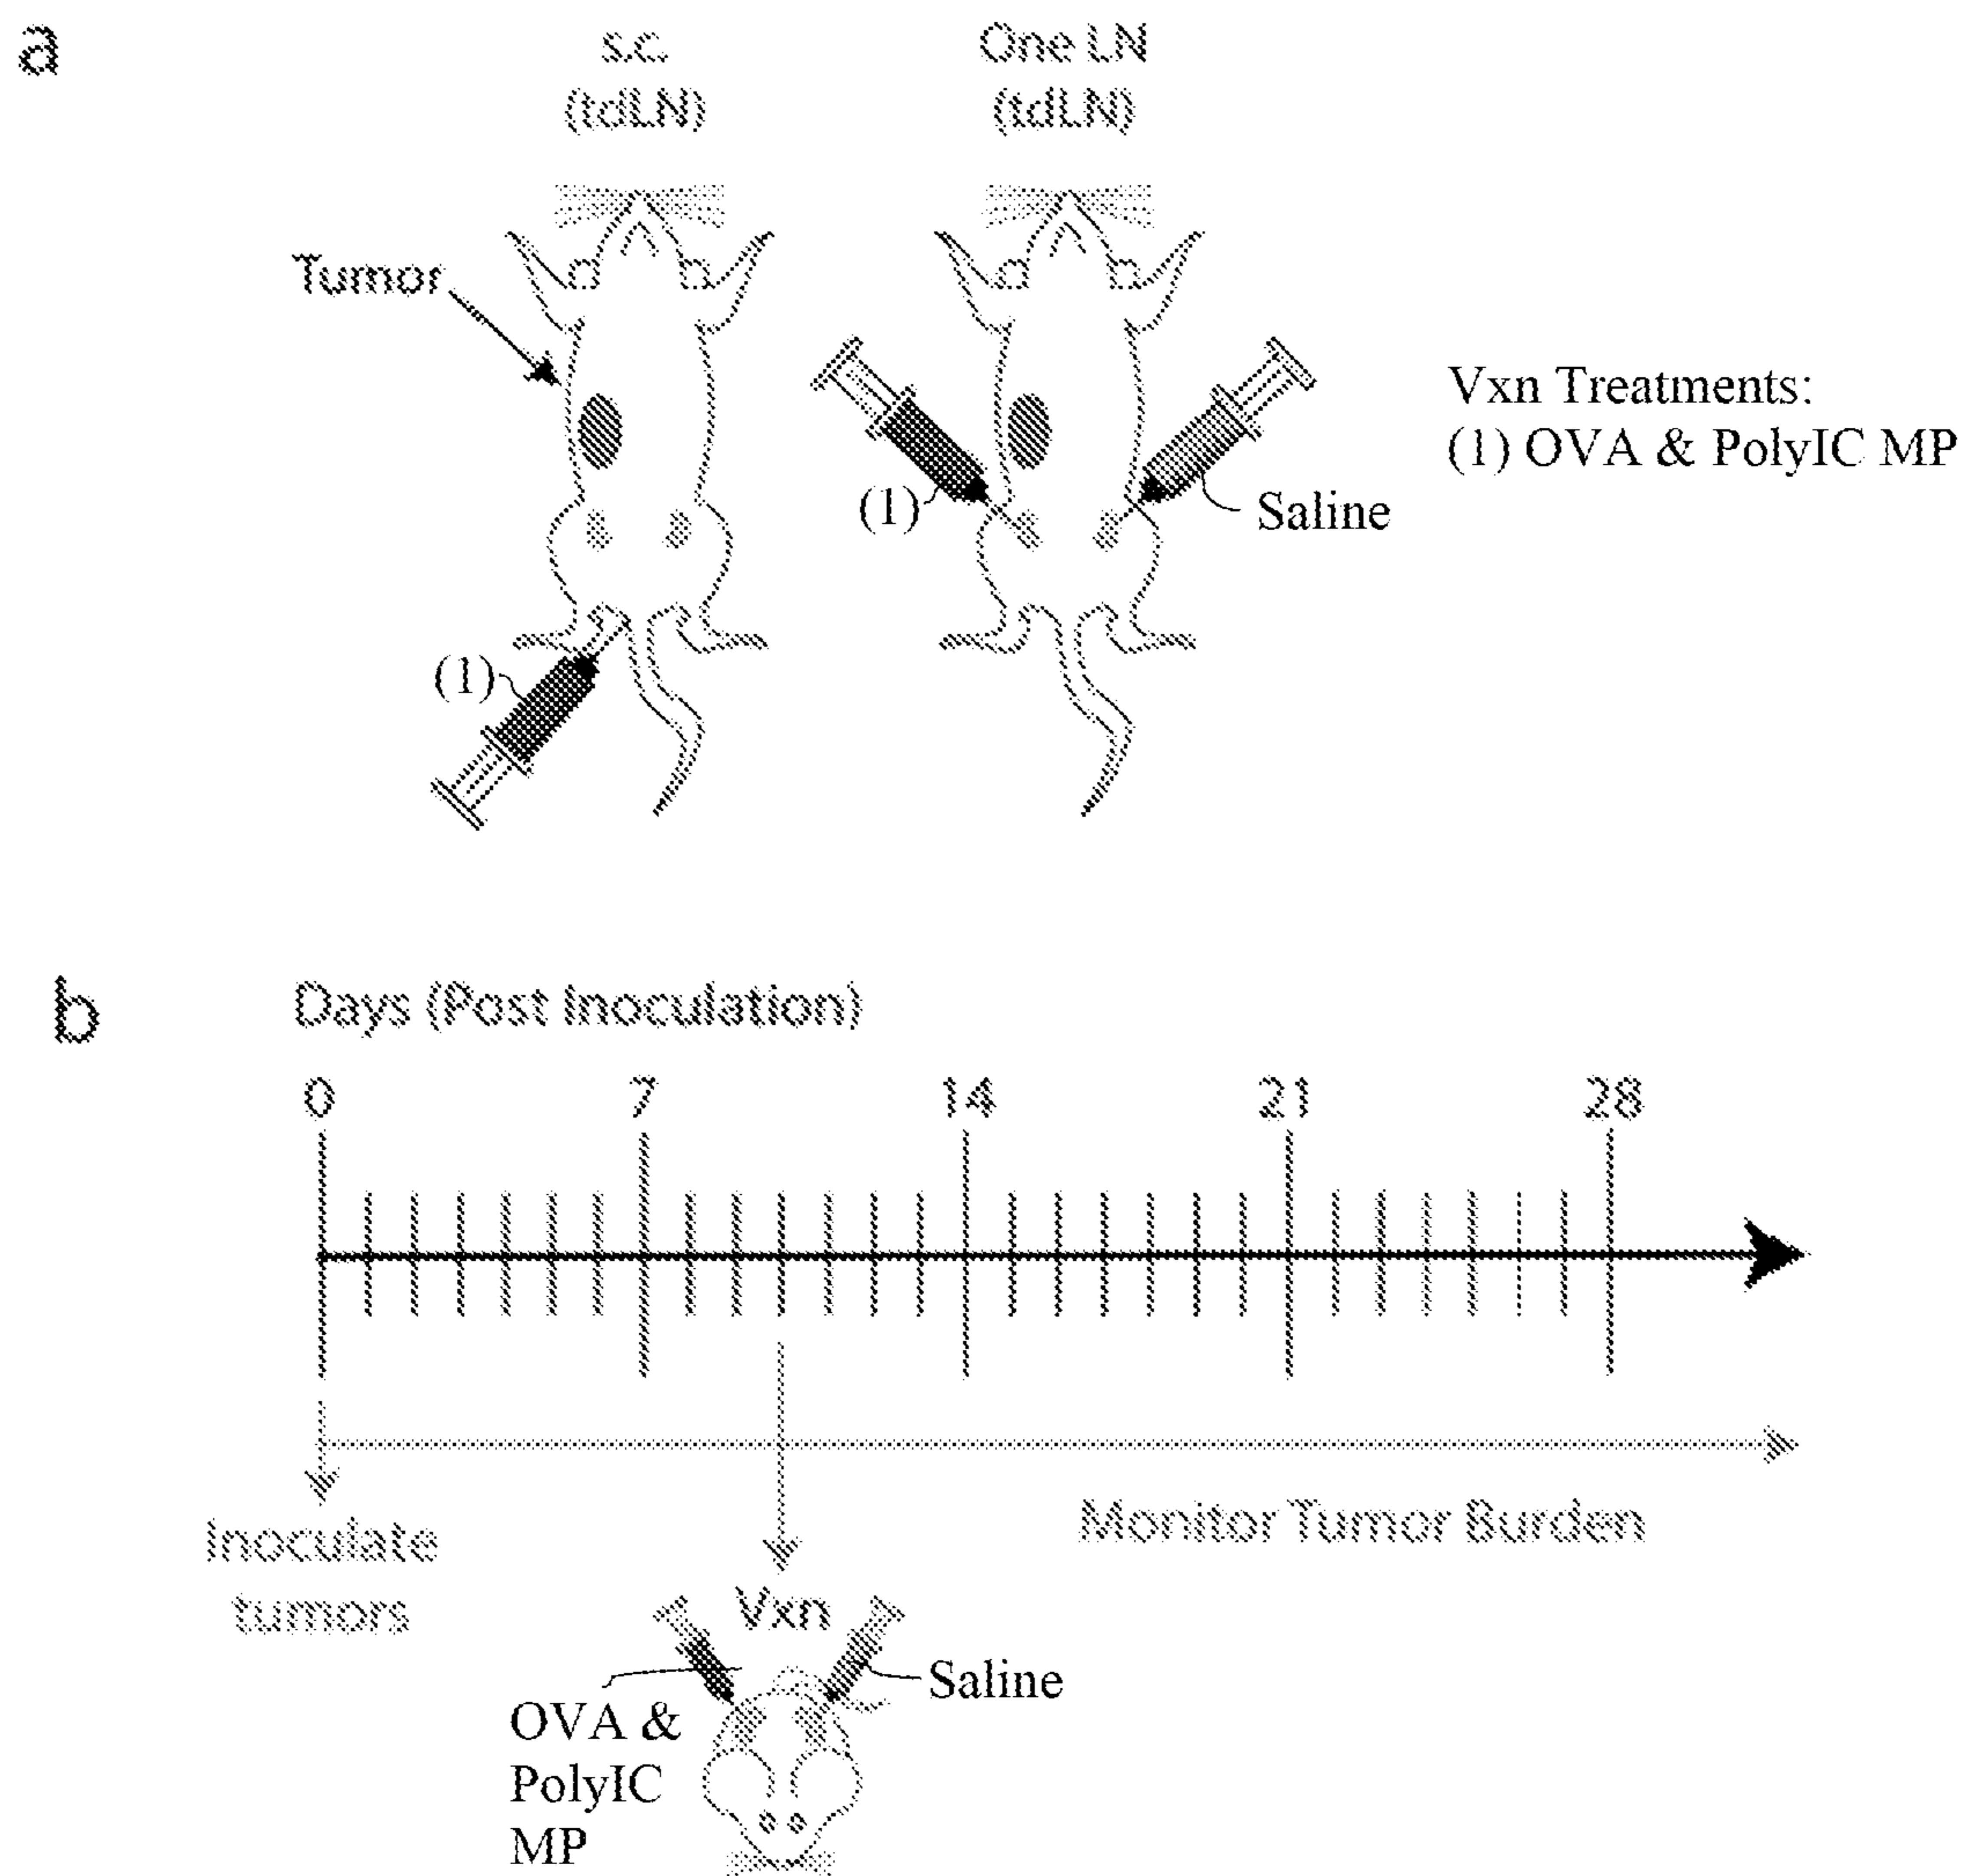 a
s.c.
(tdLN)
One LN
(tdLN)
Tumor
Vxn Treatments:
(1) OVA & PolyIC MP
(1)
Saline
(1)
b
Days (Post Inoculation)
0 7 14 21 28
Inoculate
tumors
Monitor Tumor Burden
Vxn
Saline
OVA &
PolyIC
MP